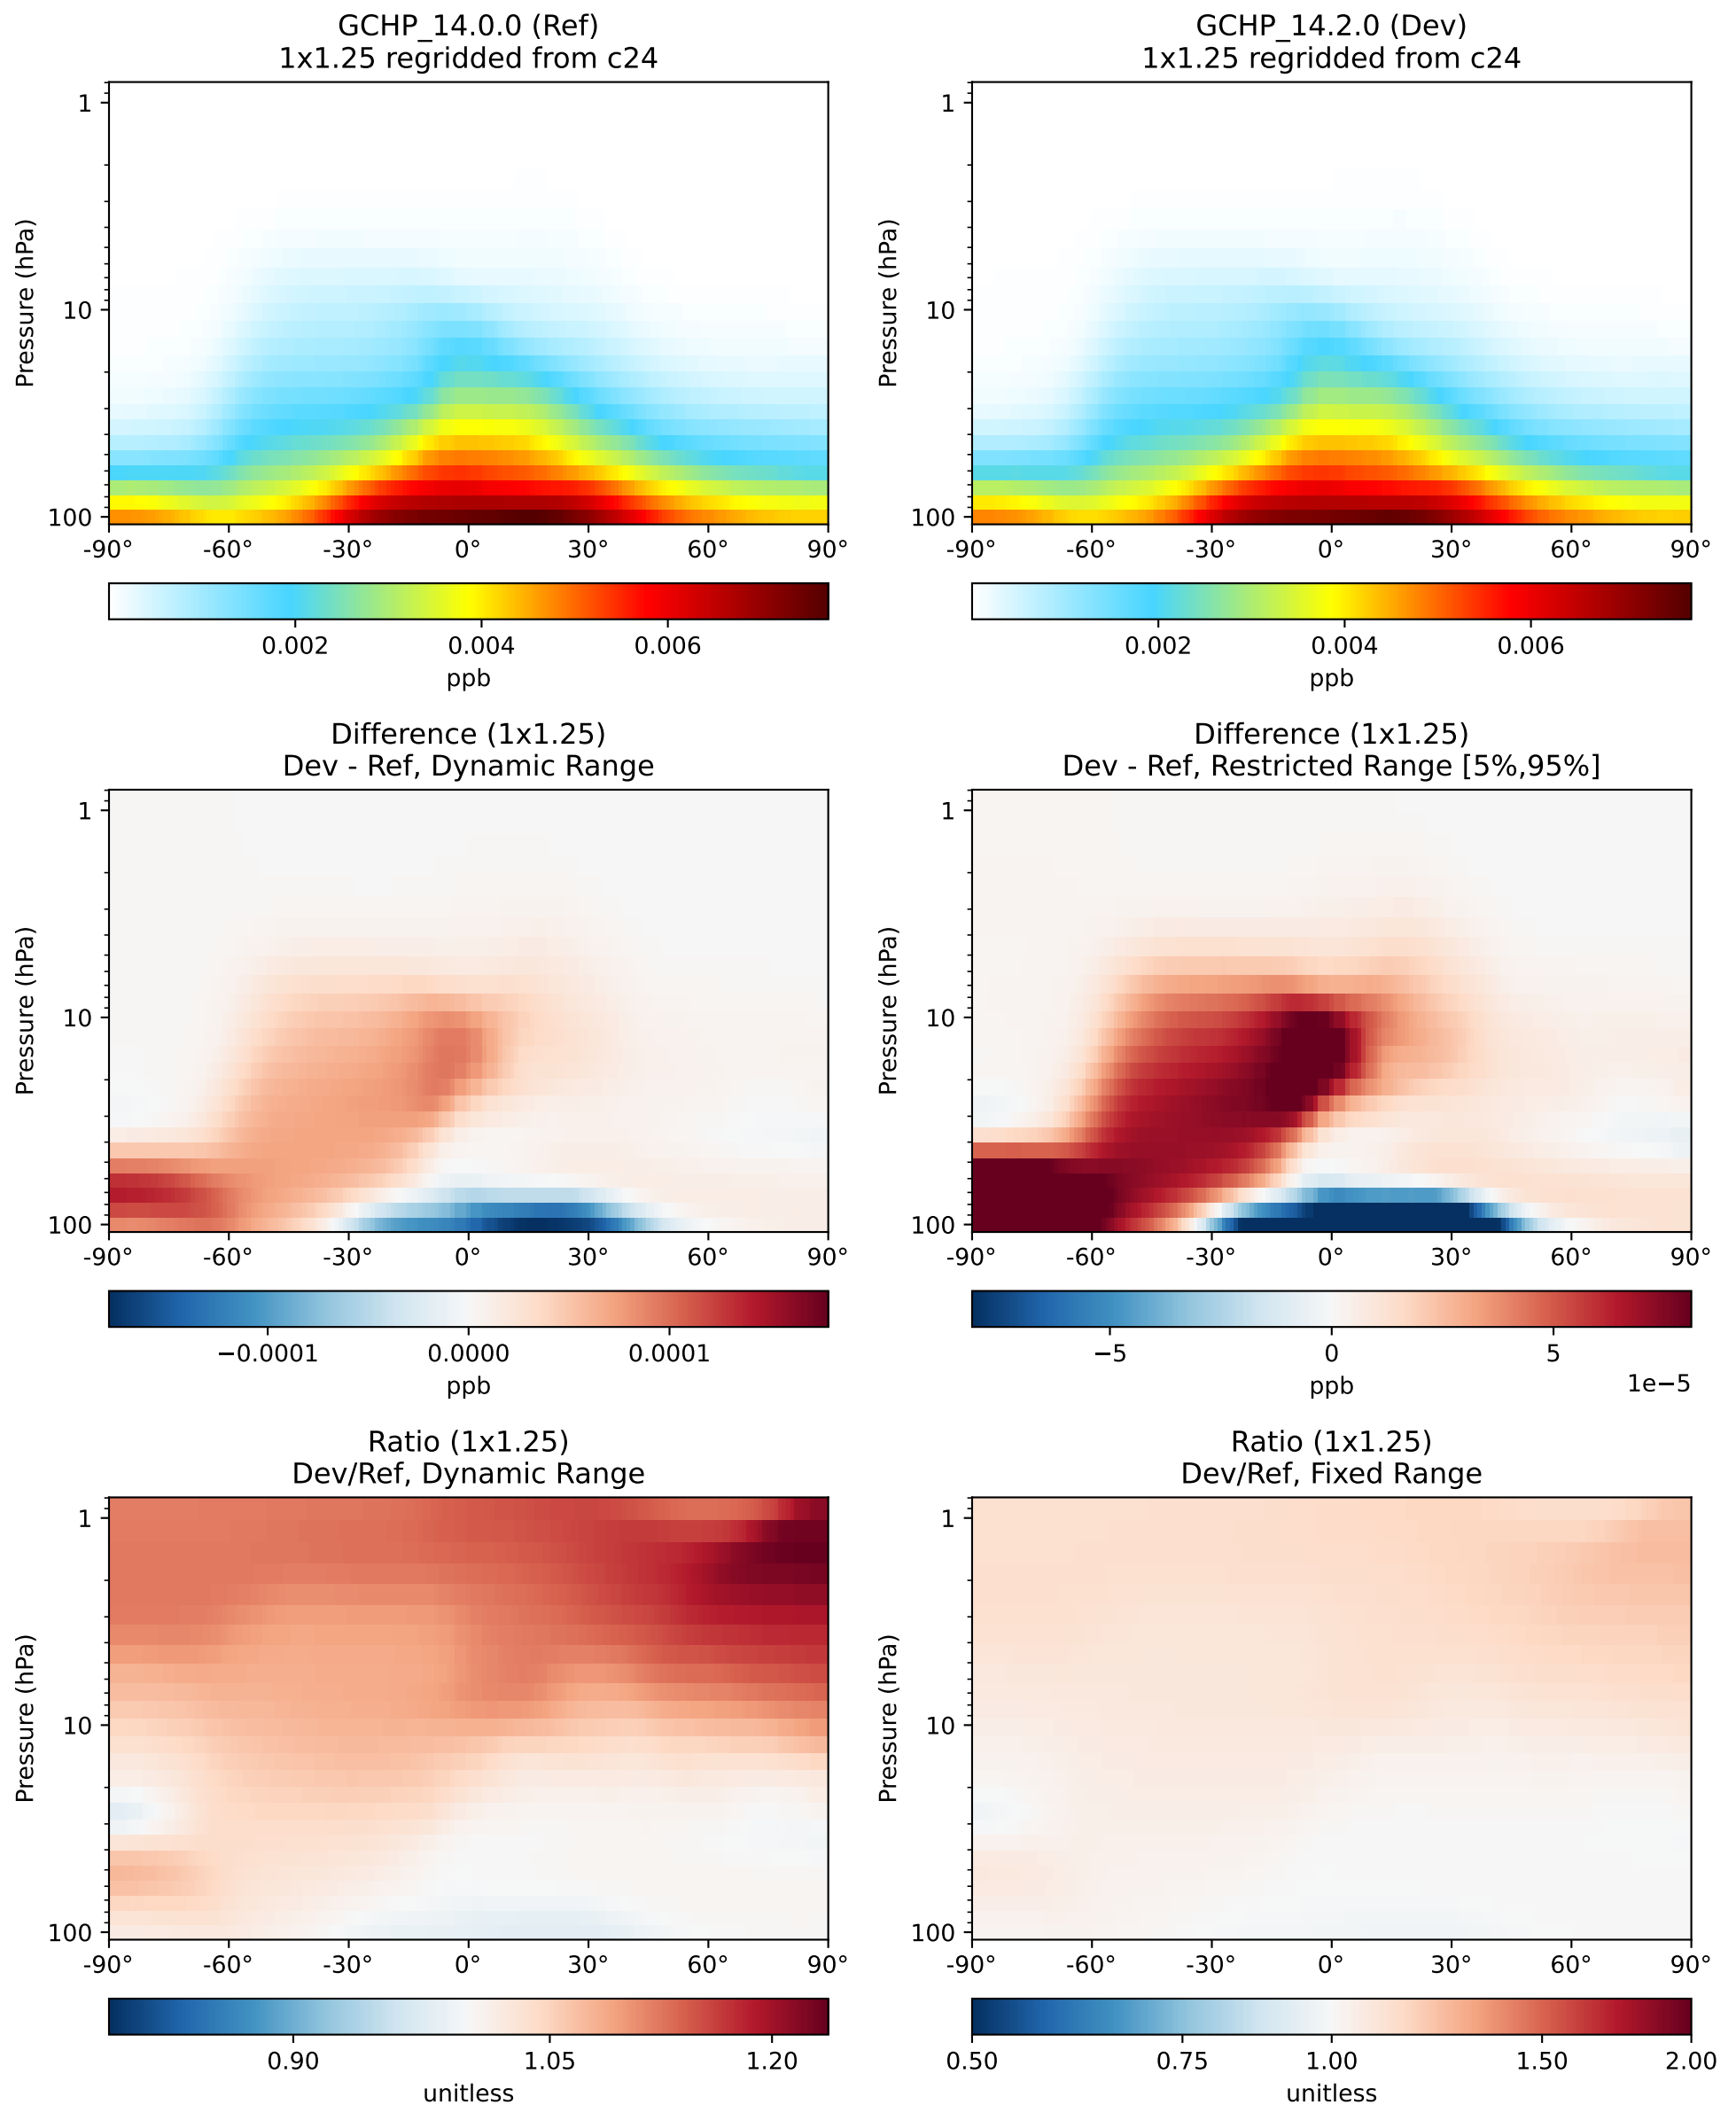 GCHP_14.0.0 (Ref)
1x1.25 regridded from c24
Pressure (hPa)
1
10
100
-90° -60° -30° 0° 30° 60° 90°
0.002 0.004 0.006
ppb
GCHP_14.2.0 (Dev)
1x1.25 regridded from c24
Pressure (hPa)
1
10
100
-90° -60° -30° 0° 30° 60° 90°
0.002 0.004 0.006
ppb
Difference (1x1.25)
Dev - Ref, Dynamic Range
Pressure (hPa)
1
10
100
-90° -60° -30° 0° 30° 60° 90°
−0.0001 0.0000 0.0001
ppb
Difference (1x1.25)
Dev - Ref, Restricted Range [5%,95%]
Pressure (hPa)
1
10
100
-90° -60° -30° 0° 30° 60° 90°
−5 0 5
1e−5
ppb
Ratio (1x1.25)
Dev/Ref, Dynamic Range
Pressure (hPa)
1
10
100
-90° -60° -30° 0° 30° 60° 90°
0.90 1.05 1.20
unitless
Ratio (1x1.25)
Dev/Ref, Fixed Range
Pressure (hPa)
1
10
100
-90° -60° -30° 0° 30° 60° 90°
0.50 0.75 1.00 1.50 2.00
unitless